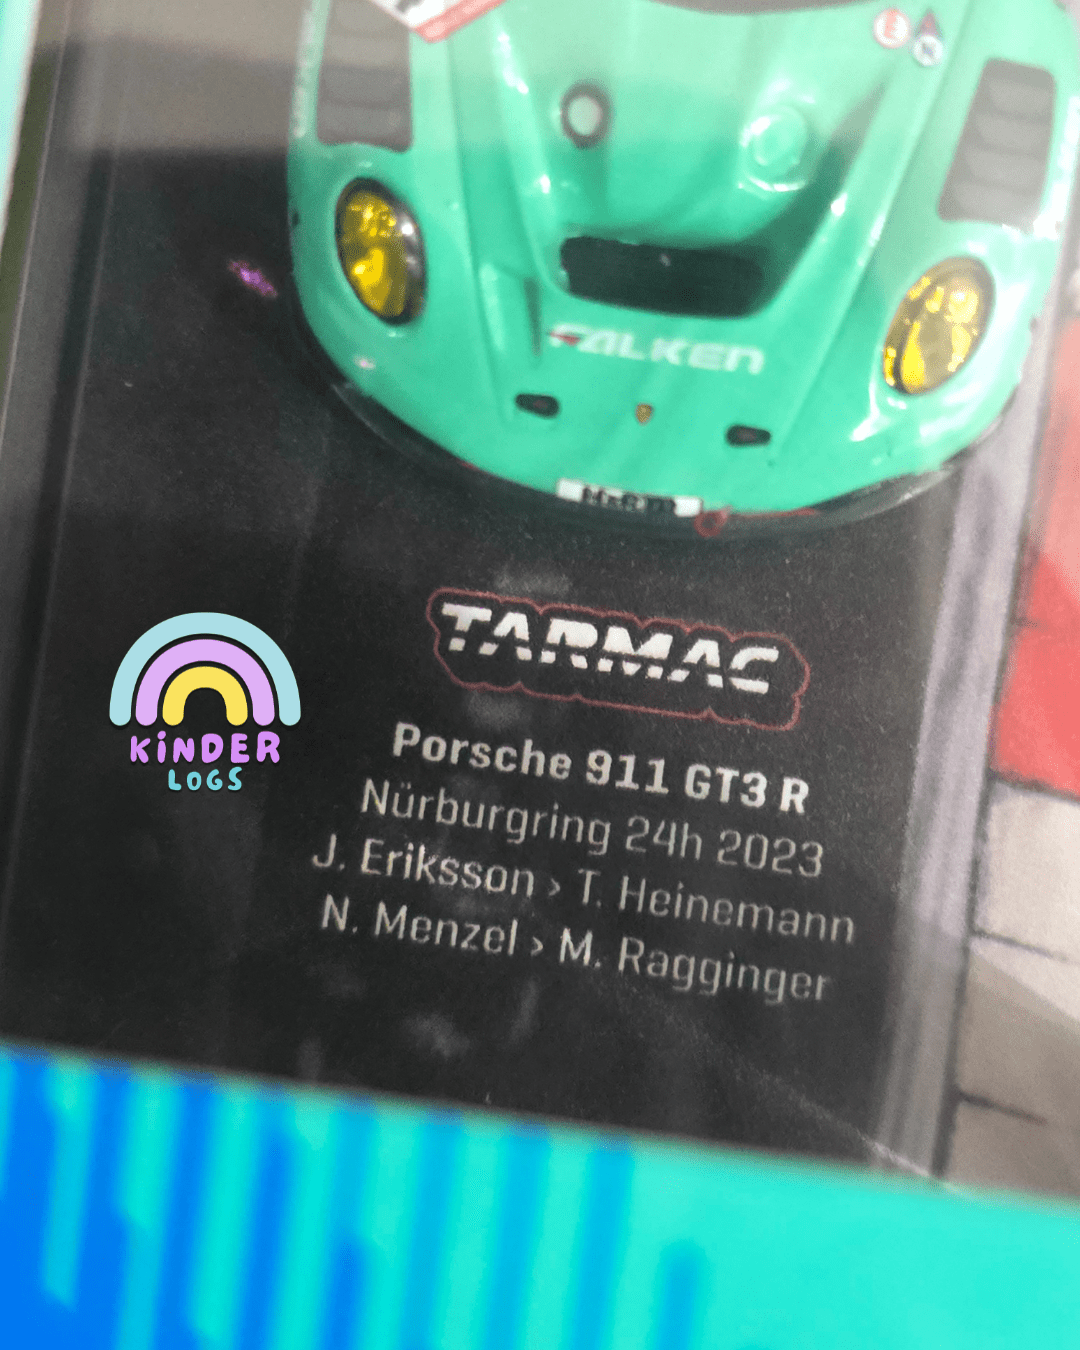 FALKEN
TARMAC
KiNDER
LOGS
Porsche 911 GT3 R
Nürburgring 24h 2023
J. Eriksson › T. Heinemann
N. Menzel › M. Ragginger